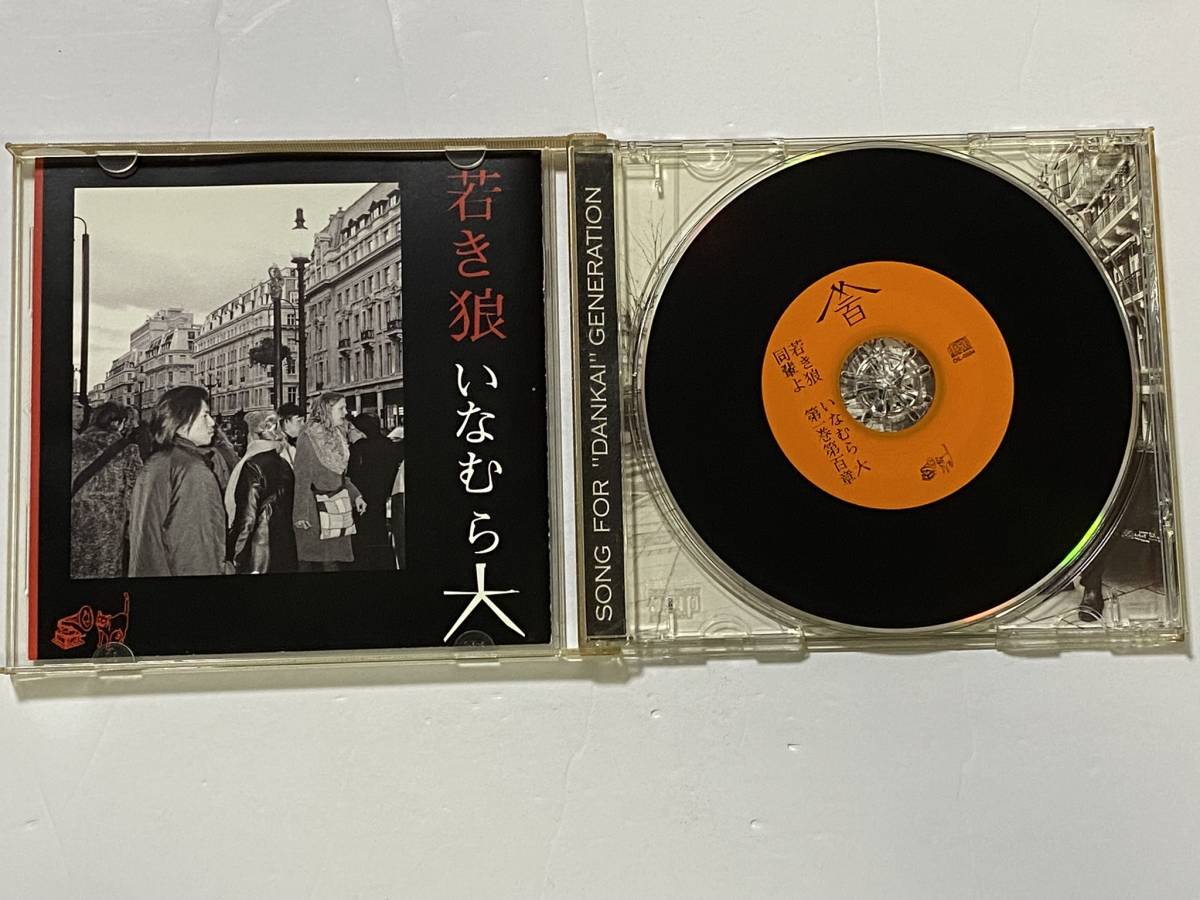 若き狼
いなむら大
SONG FOR "DANKAI" GENERATION
若き狼 いなむら大
同輩よ 第一巻第百章